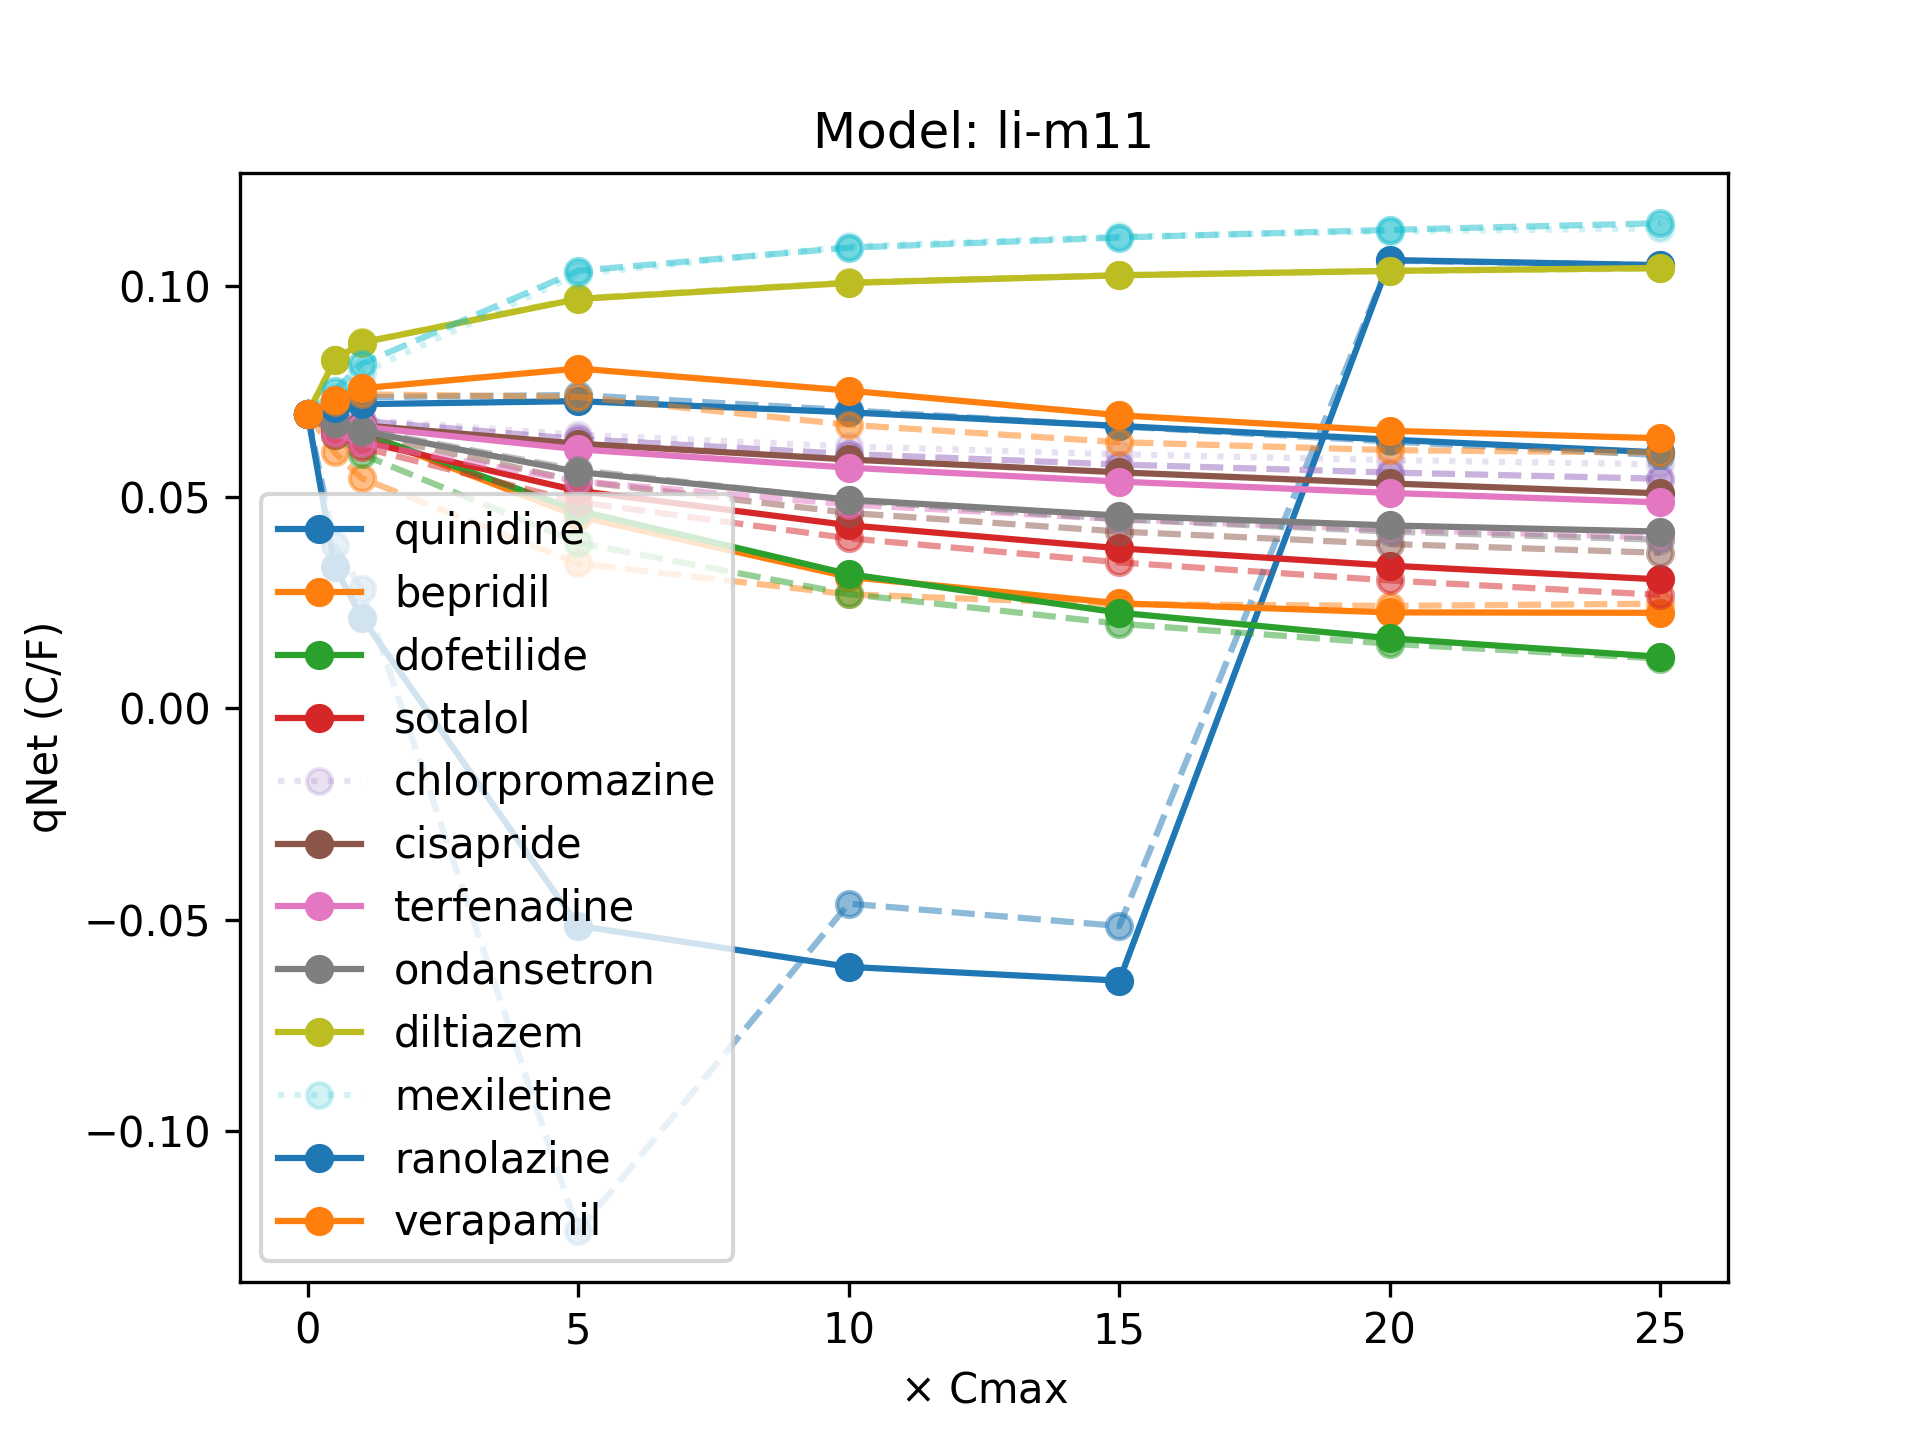 Model: li-m11
qNet (C/F)
0.10
0.05
0.00
−0.05
−0.10
quinidine
bepridil
dofetilide
sotalol
chlorpromazine
cisapride
terfenadine
ondansetron
diltiazem
mexiletine
ranolazine
verapamil
0 5 10 15 20 25
× Cmax